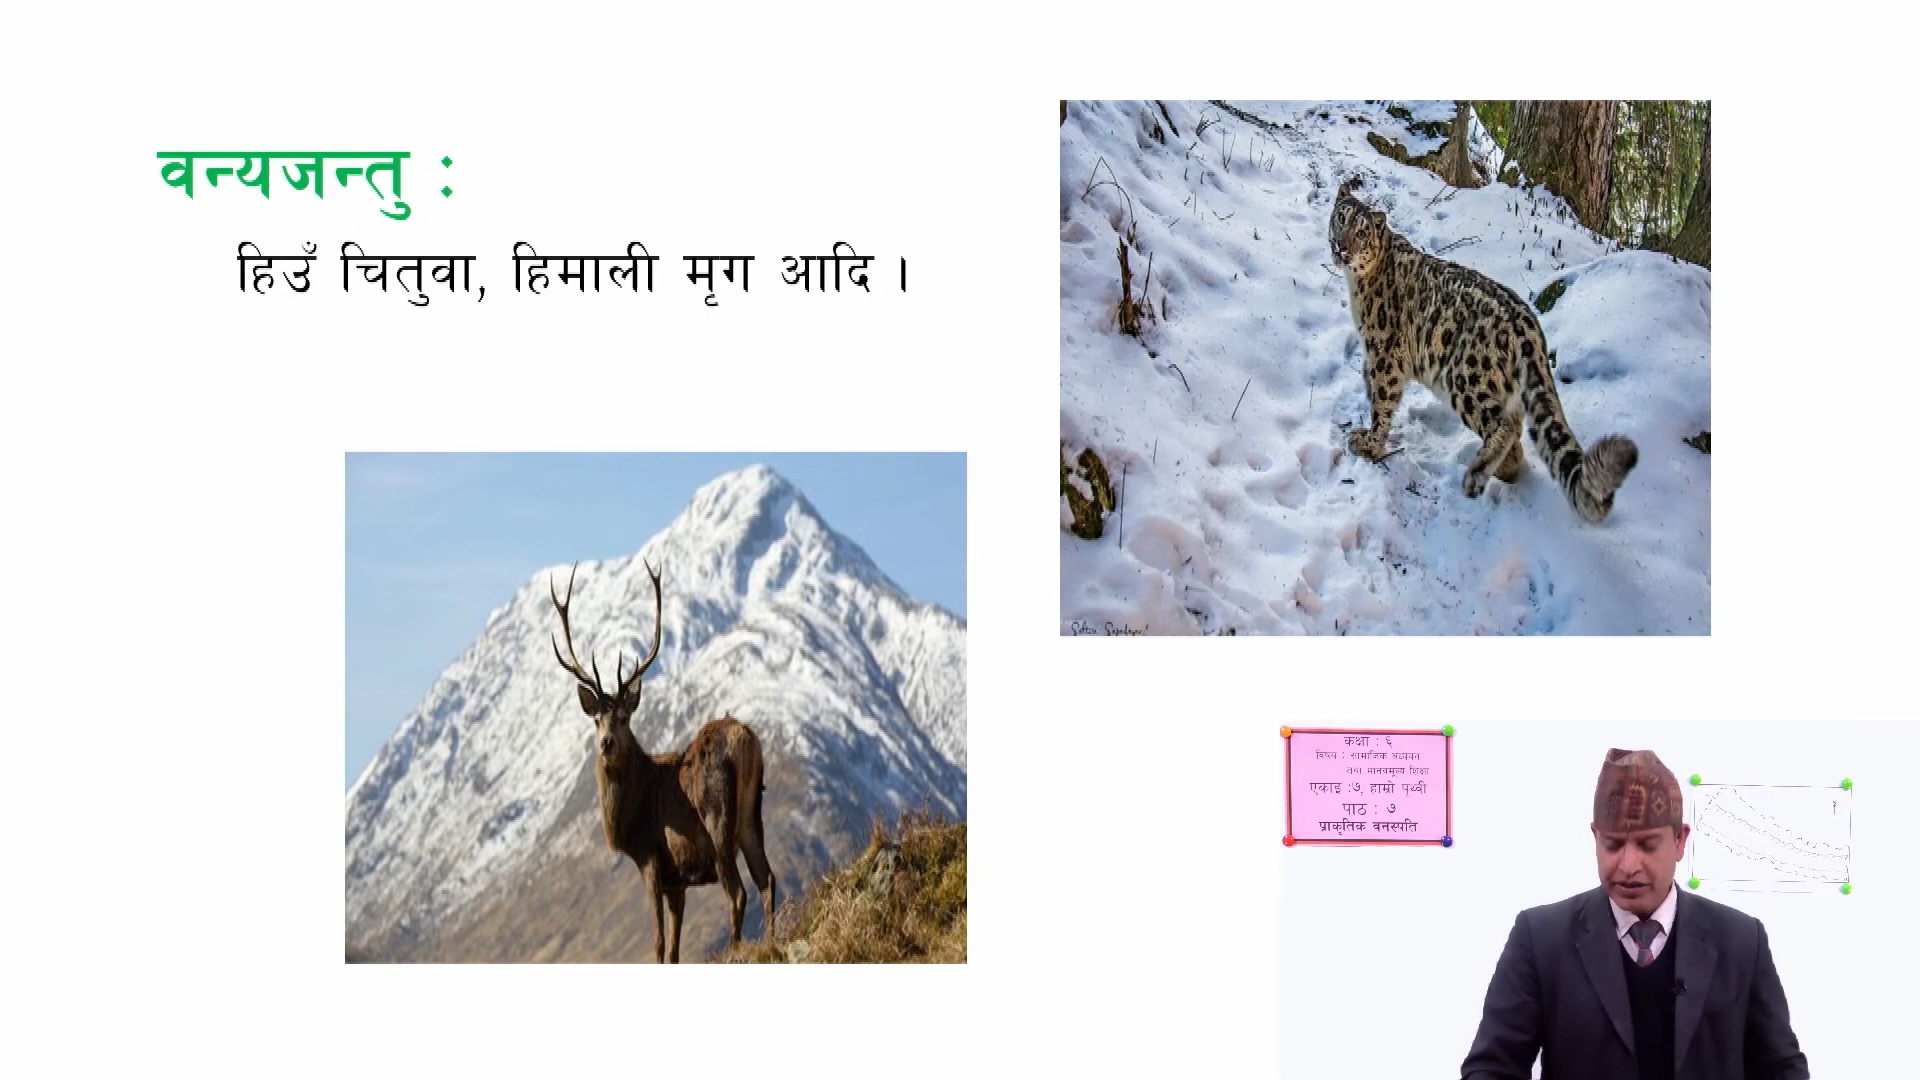 वन्यजन्तु :
हिउँ चितुवा, हिमाली मृग आदि ।
कक्षा : ६
विषय : सामाजिक अध्ययन
तथा मानवमूल्य शिक्षा
एकाइ :७, हाम्रो पृथ्वी
पाठ : ७
प्राकृतिक वनस्पति